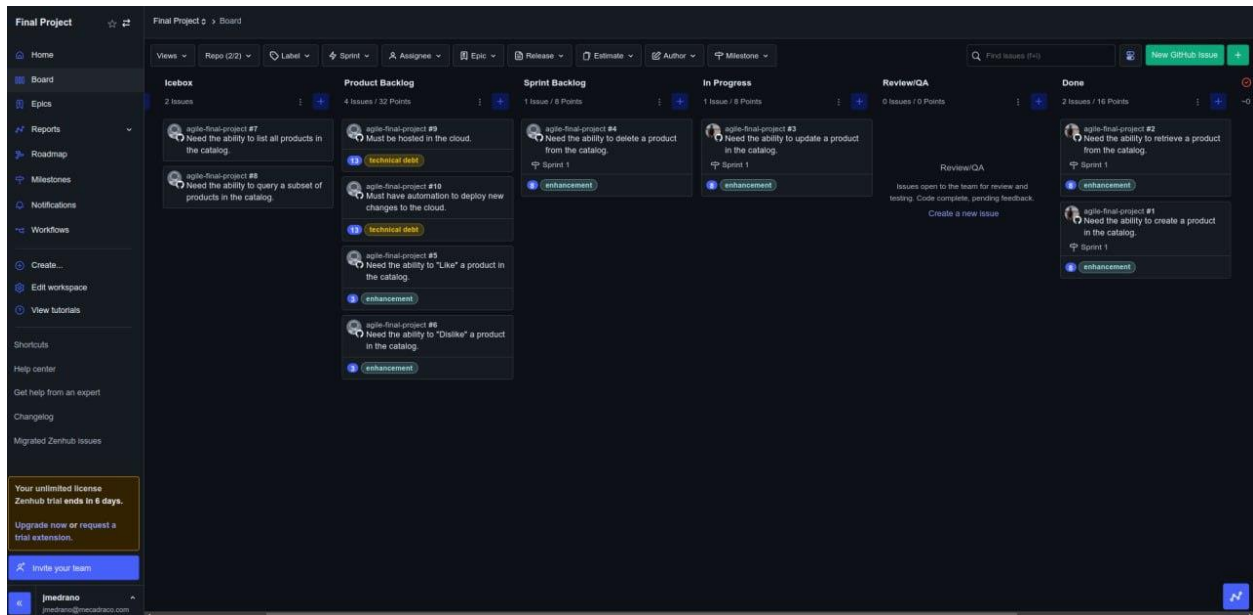 Final Project
Home
Board
Epics
Reports
Roadmap
Milestones
Notifications
Workflows
Create...
Edit workspace
View tutorials
Shortcuts
Help center
Get help from an expert
Changelog
Migrated Zenhub issues
Your unlimited license
Zenhub trial ends in 6 days.
Upgrade now or request a
trial extension.
Invite your team
jmedrano
jmedrano@mecadraco.com
Final Project > Board
Views Repo (2/2) Label Sprint Assignee Epic Release Estimate Author Milestone
Find issues (f+i)
New GitHub Issue +
Icebox
2 Issues
agile-final-project #7
Need the ability to list all products in
the catalog.
agile-final-project #8
Need the ability to query a subset of
products in the catalog.
Product Backlog
4 Issues / 32 Points
agile-final-project #9
Must be hosted in the cloud.
13 technical debt
agile-final-project #10
Must have automation to deploy new
changes to the cloud.
13 technical debt
agile-final-project #5
Need the ability to "Like" a product in
the catalog.
3 enhancement
agile-final-project #6
Need the ability to "Dislike" a product
in the catalog.
3 enhancement
Sprint Backlog
1 Issue / 8 Points
agile-final-project #4
Need the ability to delete a product
from the catalog.
Sprint 1
8 enhancement
In Progress
1 Issue / 8 Points
agile-final-project #3
Need the ability to update a product
in the catalog.
Sprint 1
8 enhancement
Review/QA
0 Issues / 0 Points
Review/QA
Issues open to the team for review and
testing. Code complete, pending feedback.
Create a new issue
Done
2 Issues / 16 Points
agile-final-project #2
Need the ability to retrieve a product
from the catalog.
Sprint 1
8 enhancement
agile-final-project #1
Need the ability to create a product
in the catalog.
Sprint 1
8 enhancement